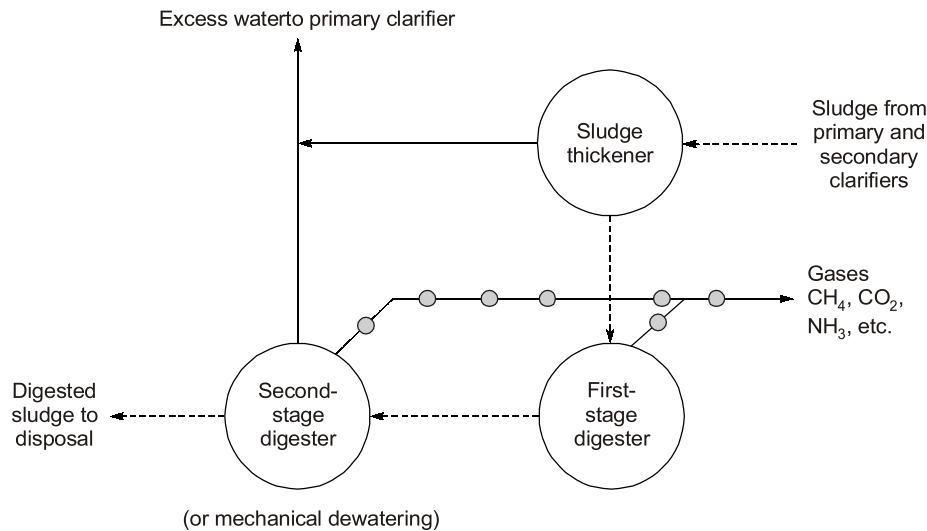 Excess waterto primary clarifier
Sludge
thickener
Sludge from
primary and
secondary
clarifiers
Gases
CH₄, CO₂,
NH₃, etc.
Digested
sludge to
disposal
Second-
stage
digester
First-
stage
digester
(or mechanical dewatering)